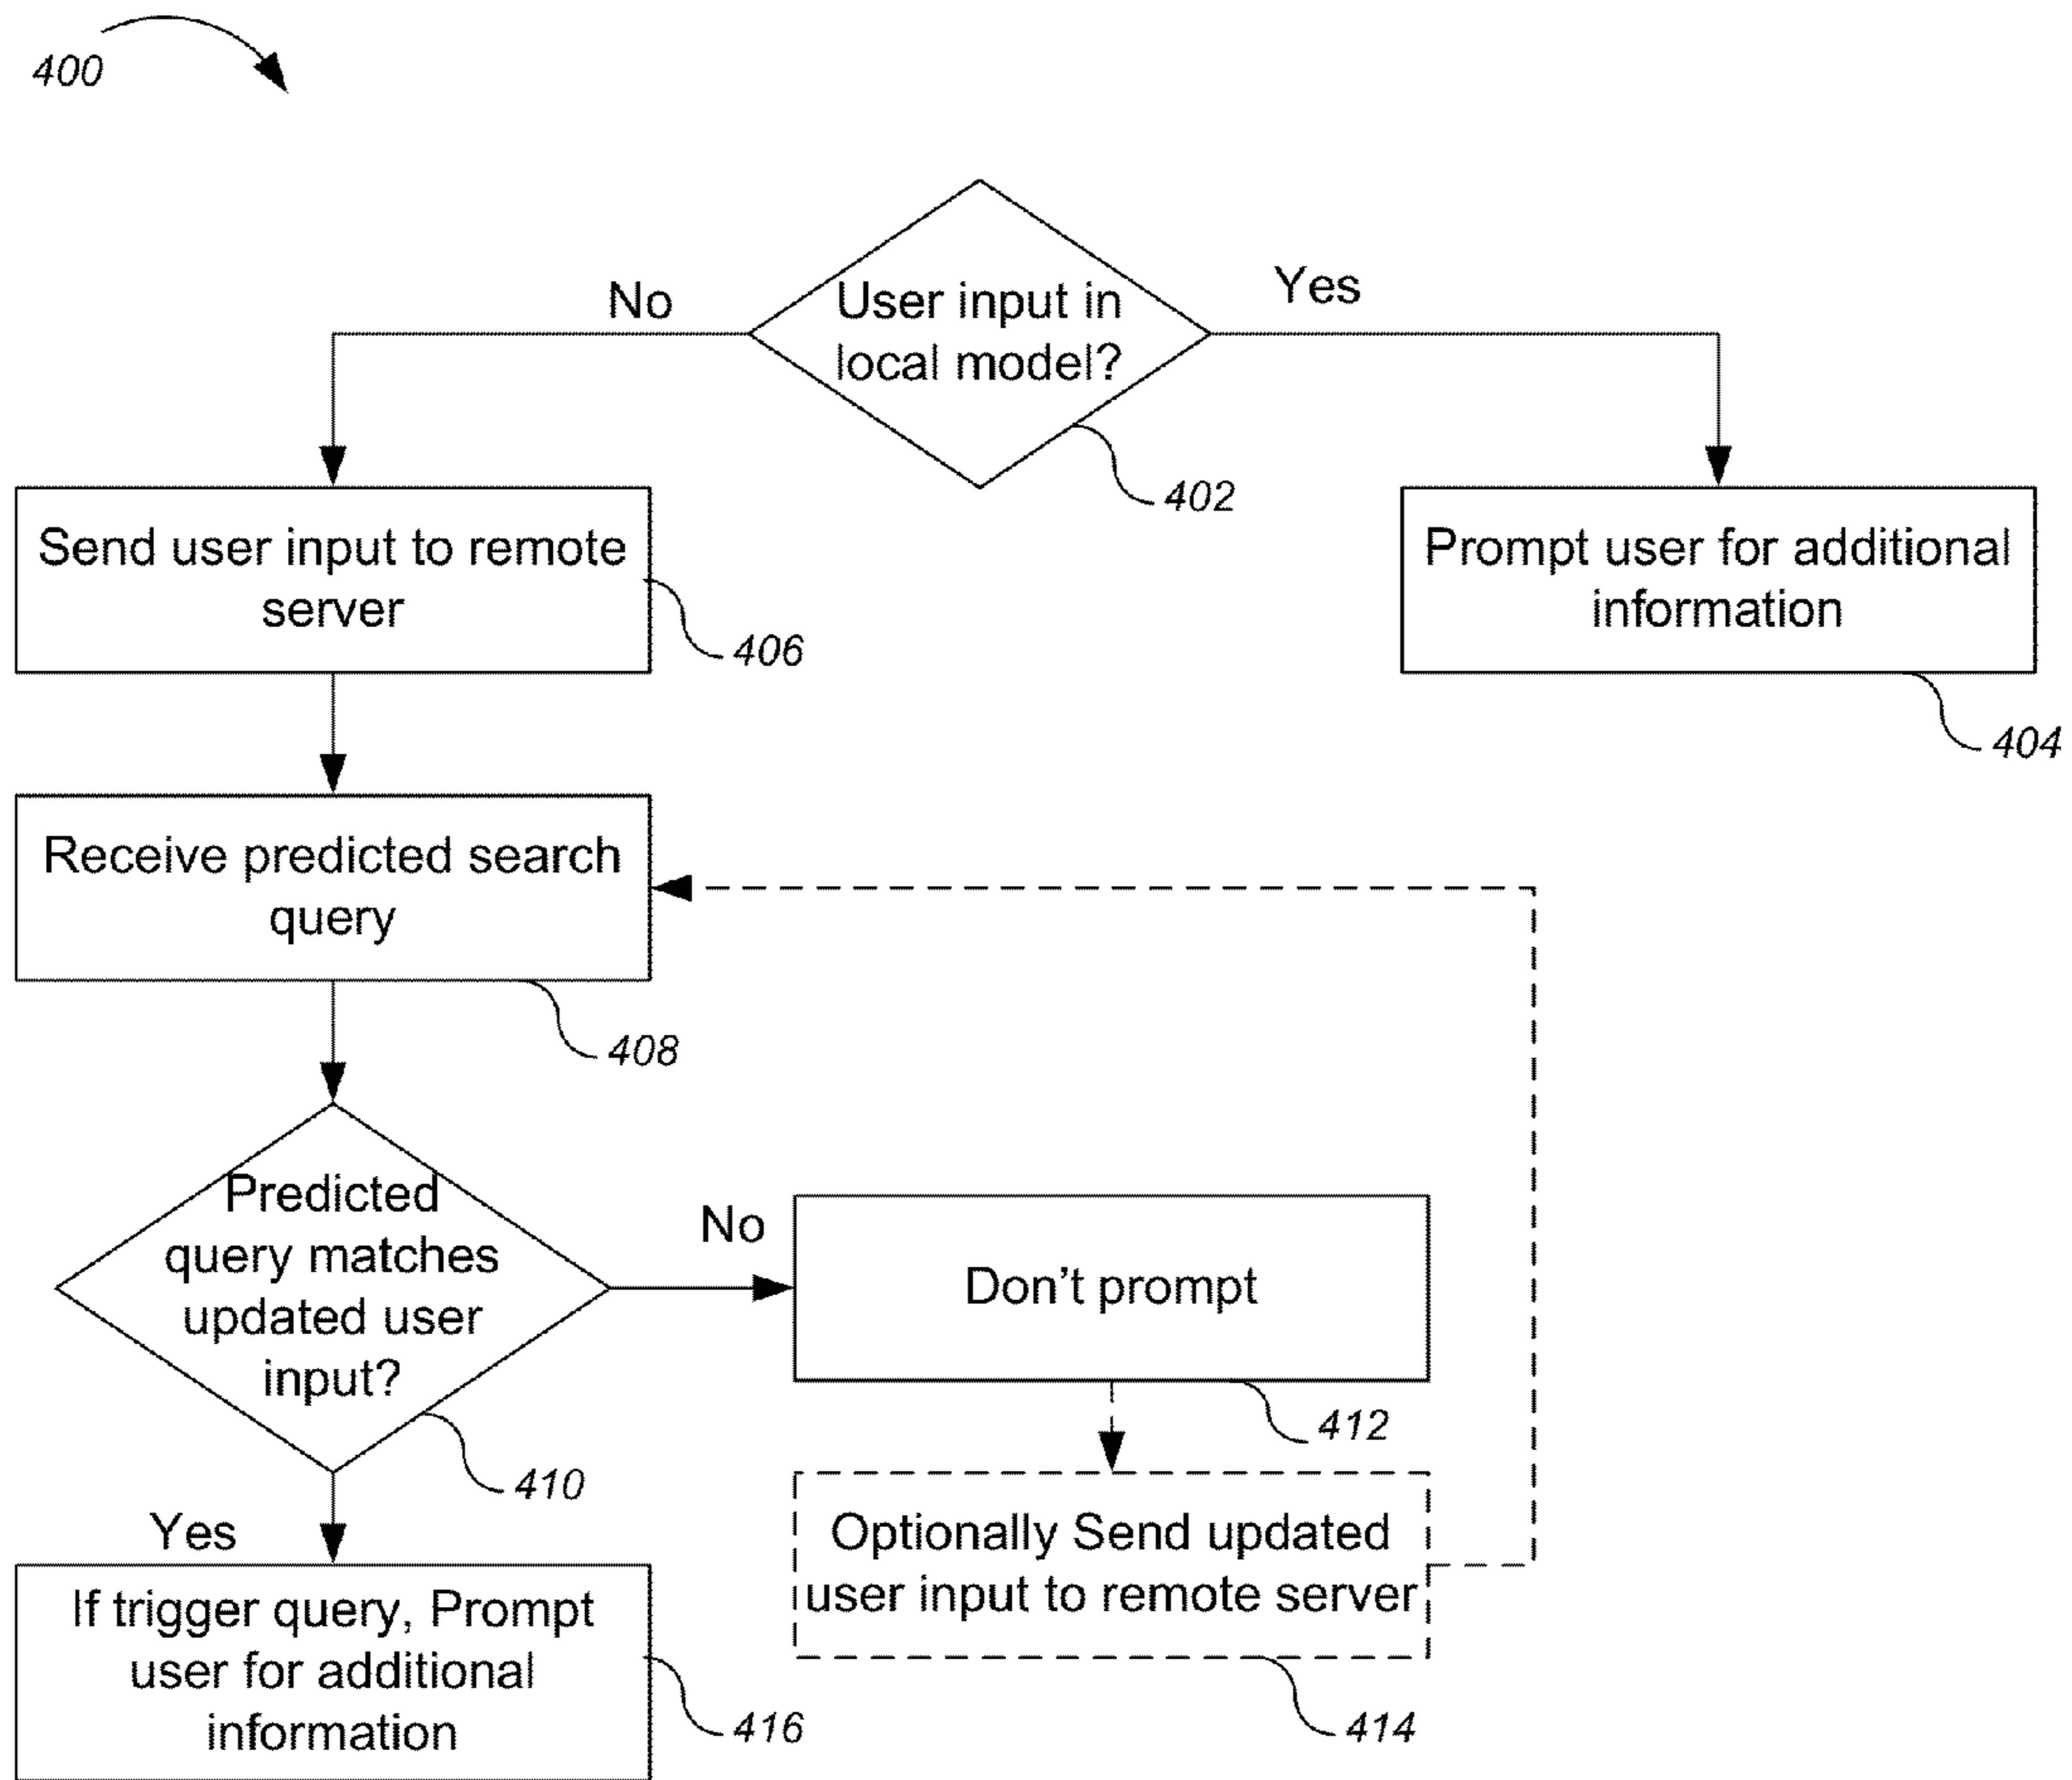 400
User input in
local model?
No
Yes
402
Send user input to remote
server
406
Prompt user for additional
information
404
Receive predicted search
query
408
Predicted
query matches
updated user
input?
410
No
Don't prompt
412
Optionally Send updated
user input to remote server
414
Yes
If trigger query, Prompt
user for additional
information
416